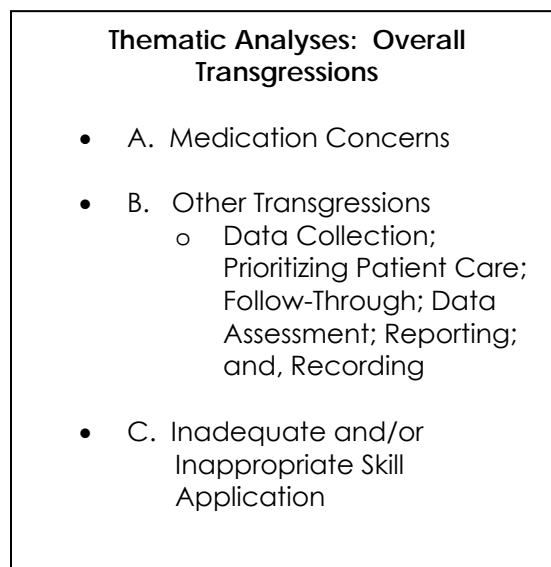 Thematic Analyses:  Overall
Transgressions
• A. Medication Concerns
• B. Other Transgressions
o Data Collection;
Prioritizing Patient Care;
Follow-Through; Data
Assessment; Reporting;
and, Recording
• C. Inadequate and/or
Inappropriate Skill
Application